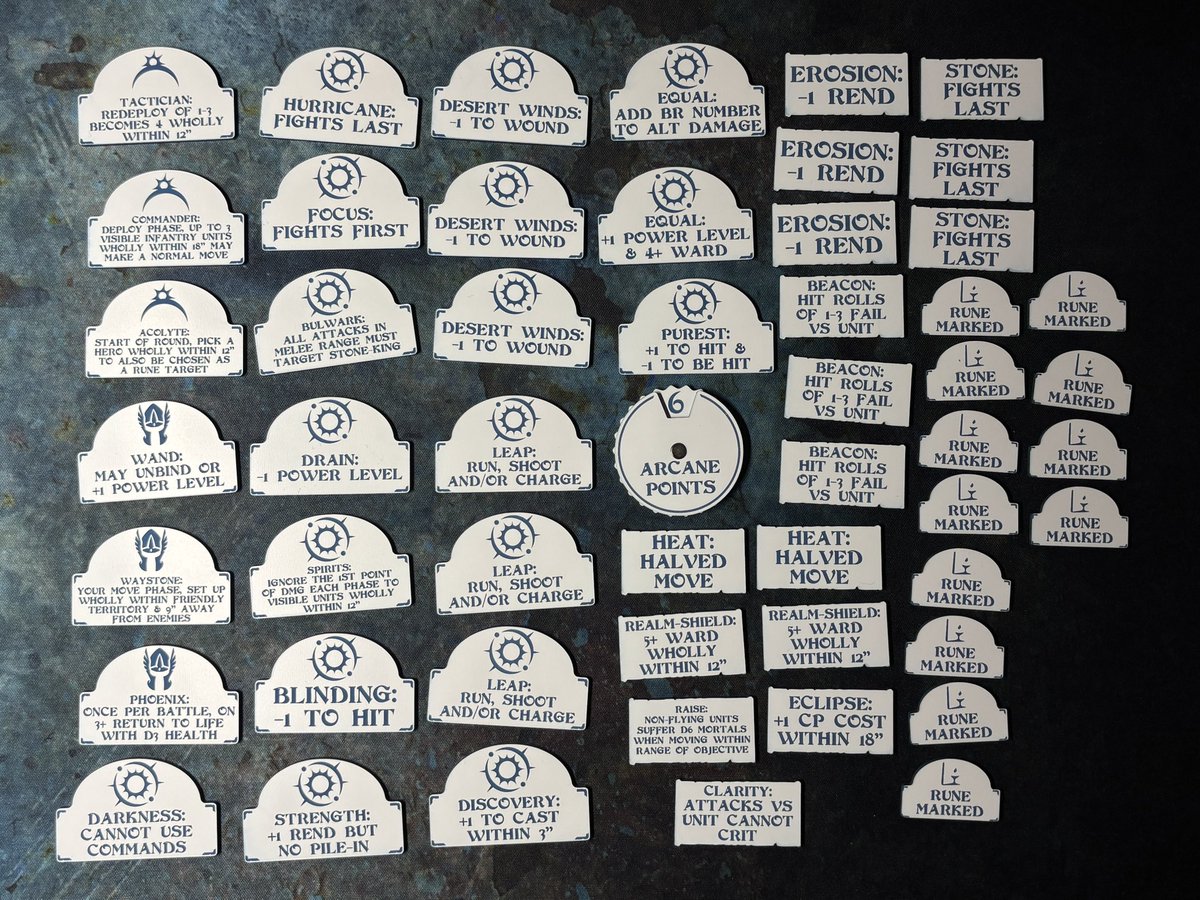 TACTICIAN:
REDEPLOY OF 1-3
BECOMES 4 WHOLLY
WITHIN 12"
HURRICANE:
FIGHTS LAST
DESERT WINDS:
-1 TO WOUND
EQUAL:
ADD BR NUMBER
TO ALT DAMAGE
EROSION:
-1 REND
STONE:
FIGHTS
LAST
EROSION:
-1 REND
STONE:
FIGHTS
LAST
COMMANDER:
DEPLOY PHASE, UP TO 3
VISIBLE INFANTRY UNITS
WHOLLY WITHIN 18" MAY
MAKE A NORMAL MOVE
FOCUS:
FIGHTS FIRST
DESERT WINDS:
-1 TO WOUND
EQUAL:
+1 POWER LEVEL
& 4+ WARD
EROSION:
-1 REND
STONE:
FIGHTS
LAST
ACOLYTE:
START OF ROUND, PICK A
HERO WHOLLY WITHIN 12"
TO ALSO BE CHOSEN AS
A RUNE TARGET
BULWARK:
ALL ATTACKS IN
MELEE RANGE MUST
TARGET STONE-KING
DESERT WINDS:
-1 TO WOUND
PUREST:
+1 TO HIT &
-1 TO BE HIT
BEACON:
HIT ROLLS
OF 1-3 FAIL
VS UNIT
RUNE
MARKED
RUNE
MARKED
BEACON:
HIT ROLLS
OF 1-3 FAIL
VS UNIT
RUNE
MARKED
RUNE
MARKED
WAND:
MAY UNBIND OR
+1 POWER LEVEL
DRAIN:
-1 POWER LEVEL
LEAP:
RUN, SHOOT
AND/OR CHARGE
6
ARCANE
POINTS
BEACON:
HIT ROLLS
OF 1-3 FAIL
VS UNIT
RUNE
MARKED
RUNE
MARKED
RUNE
MARKED
RUNE
MARKED
WAYSTONE:
YOUR MOVE PHASE, SET UP
WHOLLY WITHIN FRIENDLY
TERRITORY & 9" AWAY
FROM ENEMIES
SPIRITS:
IGNORE THE 1ST POINT
OF DMG EACH PHASE TO
VISIBLE UNITS WHOLLY
WITHIN 12"
LEAP:
RUN, SHOOT
AND/OR CHARGE
HEAT:
HALVED
MOVE
HEAT:
HALVED
MOVE
RUNE
MARKED
REALM-SHIELD:
5+ WARD
WHOLLY
WITHIN 12"
REALM-SHIELD:
5+ WARD
WHOLLY
WITHIN 12"
RUNE
MARKED
PHOENIX:
ONCE PER BATTLE, ON
3+ RETURN TO LIFE
WITH D3 HEALTH
BLINDING:
-1 TO HIT
LEAP:
RUN, SHOOT
AND/OR CHARGE
RAISE:
NON-FLYING UNITS
SUFFER D6 MORTALS
WHEN MOVING WITHIN
RANGE OF OBJECTIVE
ECLIPSE:
+1 CP COST
WITHIN 18"
RUNE
MARKED
DARKNESS:
CANNOT USE
COMMANDS
STRENGTH:
+1 REND BUT
NO PILE-IN
DISCOVERY:
+1 TO CAST
WITHIN 3"
CLARITY:
ATTACKS VS
UNIT CANNOT
CRIT
RUNE
MARKED